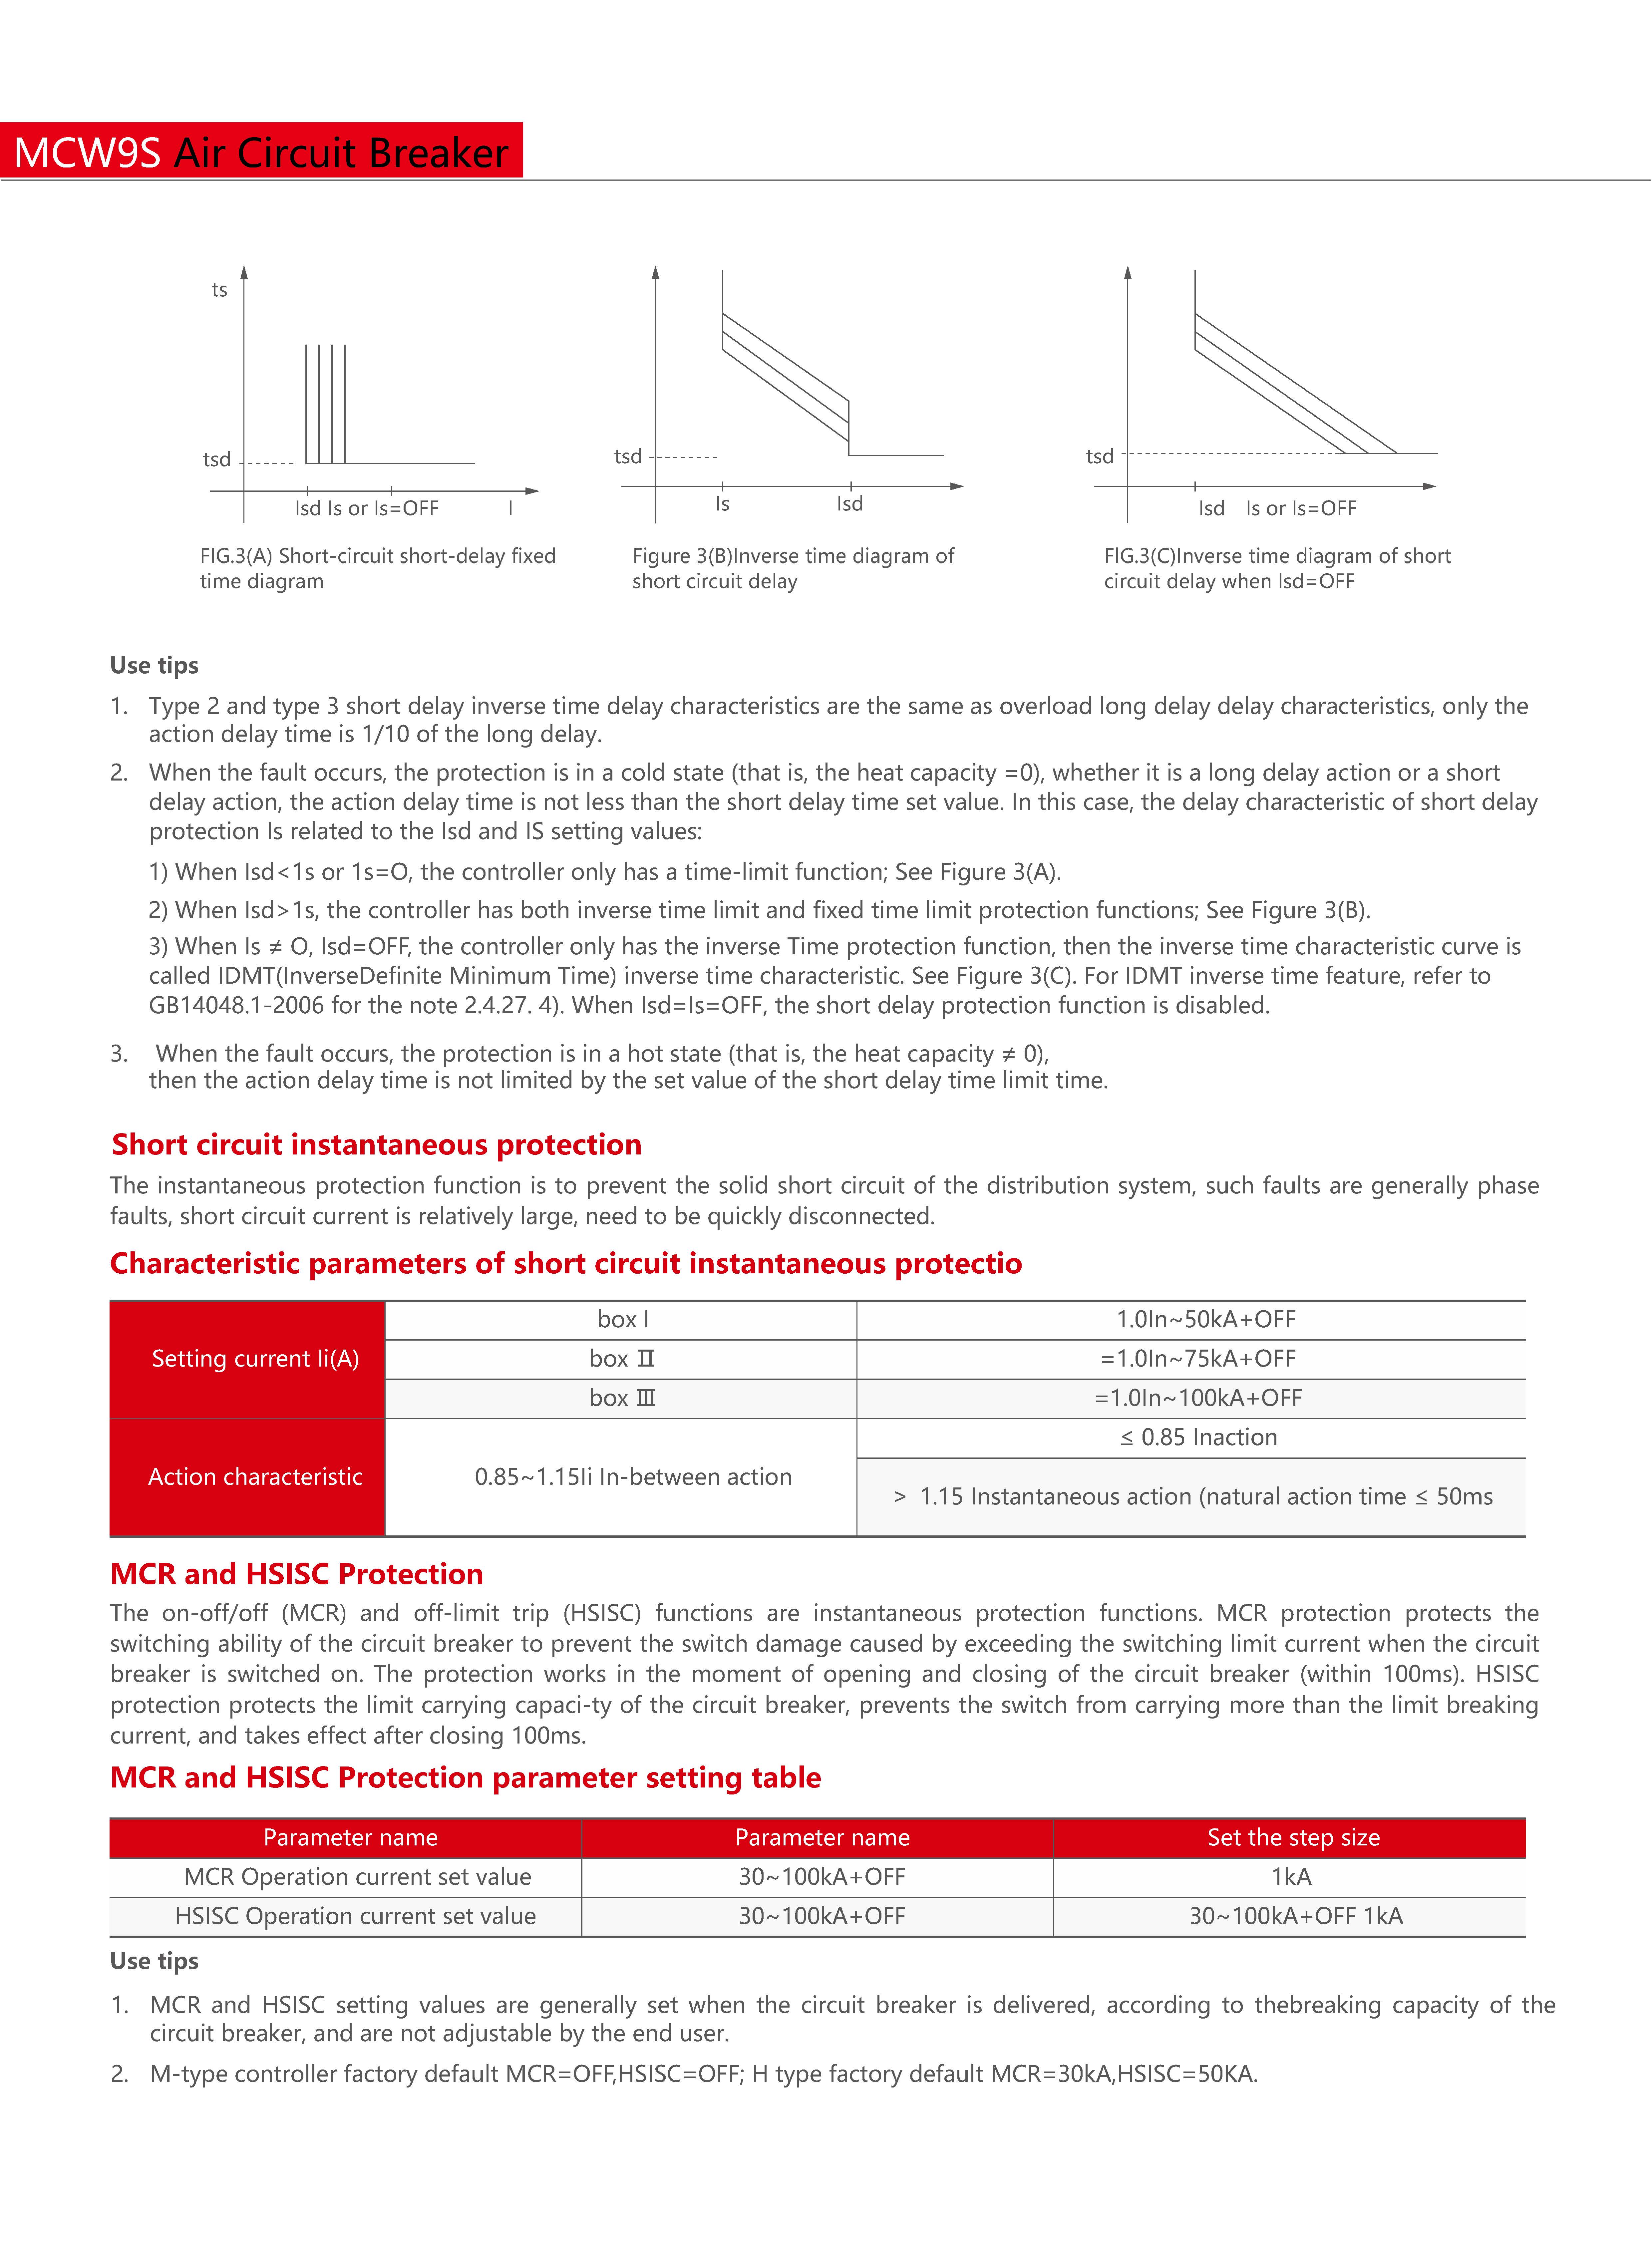 MCW9S Air Circuit Breaker
ts
tsd
Isd Is or Is=OFF
I
tsd
Is
Isd
tsd
Isd Is or Is=OFF
FIG.3(A) Short-circuit short-delay fixed
time diagram
Figure 3(B)Inverse time diagram of
short circuit delay
FIG.3(C)Inverse time diagram of short
circuit delay when Isd=OFF
Use tips
1. Type 2 and type 3 short delay inverse time delay characteristics are the same as overload long delay delay characteristics, only the
action delay time is 1/10 of the long delay.
2. When the fault occurs, the protection is in a cold state (that is, the heat capacity =0), whether it is a long delay action or a short
delay action, the action delay time is not less than the short delay time set value. In this case, the delay characteristic of short delay
protection Is related to the Isd and IS setting values:
1) When Isd<1s or 1s=O, the controller only has a time-limit function; See Figure 3(A).
2) When Isd>1s, the controller has both inverse time limit and fixed time limit protection functions; See Figure 3(B).
3) When Is ≠ O, Isd=OFF, the controller only has the inverse Time protection function, then the inverse time characteristic curve is
called IDMT(InverseDefinite Minimum Time) inverse time characteristic. See Figure 3(C). For IDMT inverse time feature, refer to
GB14048.1-2006 for the note 2.4.27. 4). When Isd=Is=OFF, the short delay protection function is disabled.
3. When the fault occurs, the protection is in a hot state (that is, the heat capacity ≠ 0),
then the action delay time is not limited by the set value of the short delay time limit time.
Short circuit instantaneous protection
The instantaneous protection function is to prevent the solid short circuit of the distribution system, such faults are generally phase
faults, short circuit current is relatively large, need to be quickly disconnected.
Characteristic parameters of short circuit instantaneous protectio
Setting current Ii(A)
box I
1.0In~50kA+OFF
box Ⅱ
=1.0In~75kA+OFF
box Ⅲ
=1.0In~100kA+OFF
Action characteristic
0.85~1.15Ii In-between action
≤ 0.85 Inaction
> 1.15 Instantaneous action (natural action time ≤ 50ms
MCR and HSISC Protection
The on-off/off (MCR) and off-limit trip (HSISC) functions are instantaneous protection functions. MCR protection protects the
switching ability of the circuit breaker to prevent the switch damage caused by exceeding the switching limit current when the circuit
breaker is switched on. The protection works in the moment of opening and closing of the circuit breaker (within 100ms). HSISC
protection protects the limit carrying capaci-ty of the circuit breaker, prevents the switch from carrying more than the limit breaking
current, and takes effect after closing 100ms.
MCR and HSISC Protection parameter setting table
Parameter name
Parameter name
Set the step size
MCR Operation current set value
30~100kA+OFF
1kA
HSISC Operation current set value
30~100kA+OFF
30~100kA+OFF 1kA
Use tips
1. MCR and HSISC setting values are generally set when the circuit breaker is delivered, according to thebreaking capacity of the
circuit breaker, and are not adjustable by the end user.
2. M-type controller factory default MCR=OFF,HSISC=OFF; H type factory default MCR=30kA,HSISC=50KA.